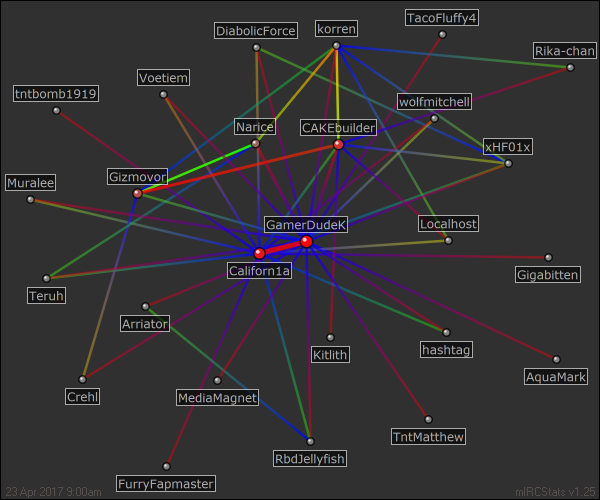 TacoFluffy4
DiabolicForce
korren
Rika-chan
Voetiem
tntbomb1919
wolfmitchell
Narice
CAKEbuilder
xHF01x
Gizmovor
Muralee
GamerDudeK
Localhost
Californ1a
Gigabitten
Teruh
Arriator
Kitlith
hashtag
AquaMark
Crehl
MediaMagnet
TntMatthew
RbdJellyfish
FurryFapmaster
23 Apr 2017 9:00am
mIRCStats v1.25